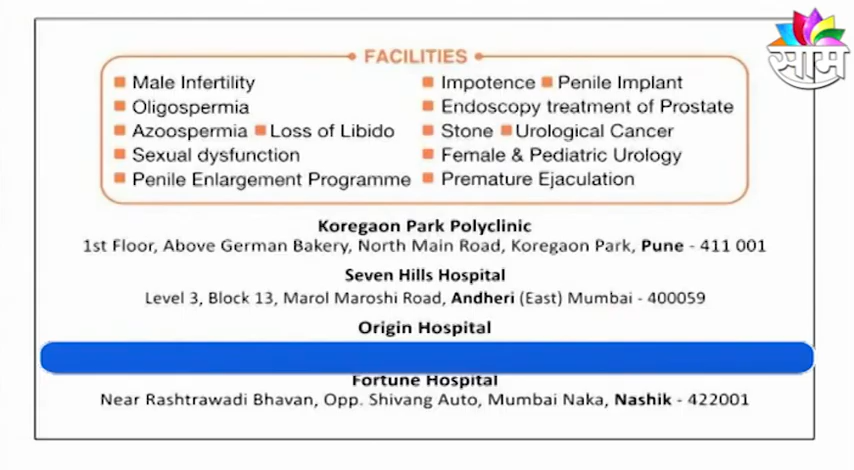 साम
FACILITIES
Male Infertility
Oligospermia
Azoospermia Loss of Libido
Sexual dysfunction
Penile Enlargement Programme
Impotence Penile Implant
Endoscopy treatment of Prostate
Stone Urological Cancer
Female & Pediatric Urology
Premature Ejaculation
Koregaon Park Polyclinic
1st Floor, Above German Bakery, North Main Road, Koregaon Park, Pune - 411 001
Seven Hills Hospital
Level 3, Block 13, Marol Maroshi Road, Andheri (East) Mumbai - 400059
Origin Hospital
Fortune Hospital
Near Rashtrawadi Bhavan, Opp. Shivang Auto, Mumbai Naka, Nashik - 422001